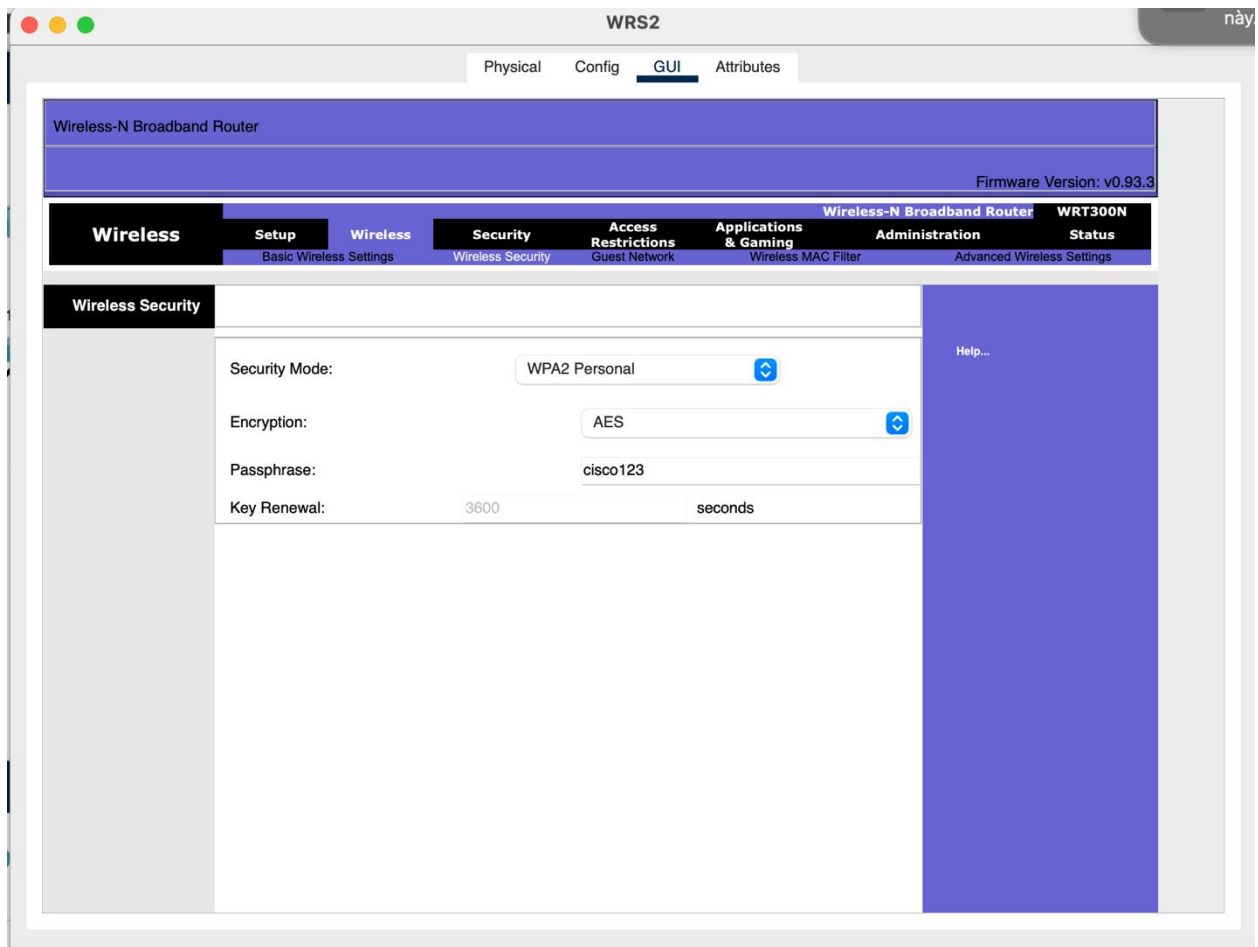 WRS2
này.
Physical Config GUI Attributes
Wireless-N Broadband Router
Firmware Version: v0.93.3
Wireless-N Broadband Router WRT300N
Wireless Setup Wireless Security Access Restrictions Applications & Gaming Administration Status
Basic Wireless Settings Wireless Security Guest Network Wireless MAC Filter Advanced Wireless Settings
Wireless Security
Help...
Security Mode: WPA2 Personal
Encryption: AES
Passphrase: cisco123
Key Renewal: 3600 seconds